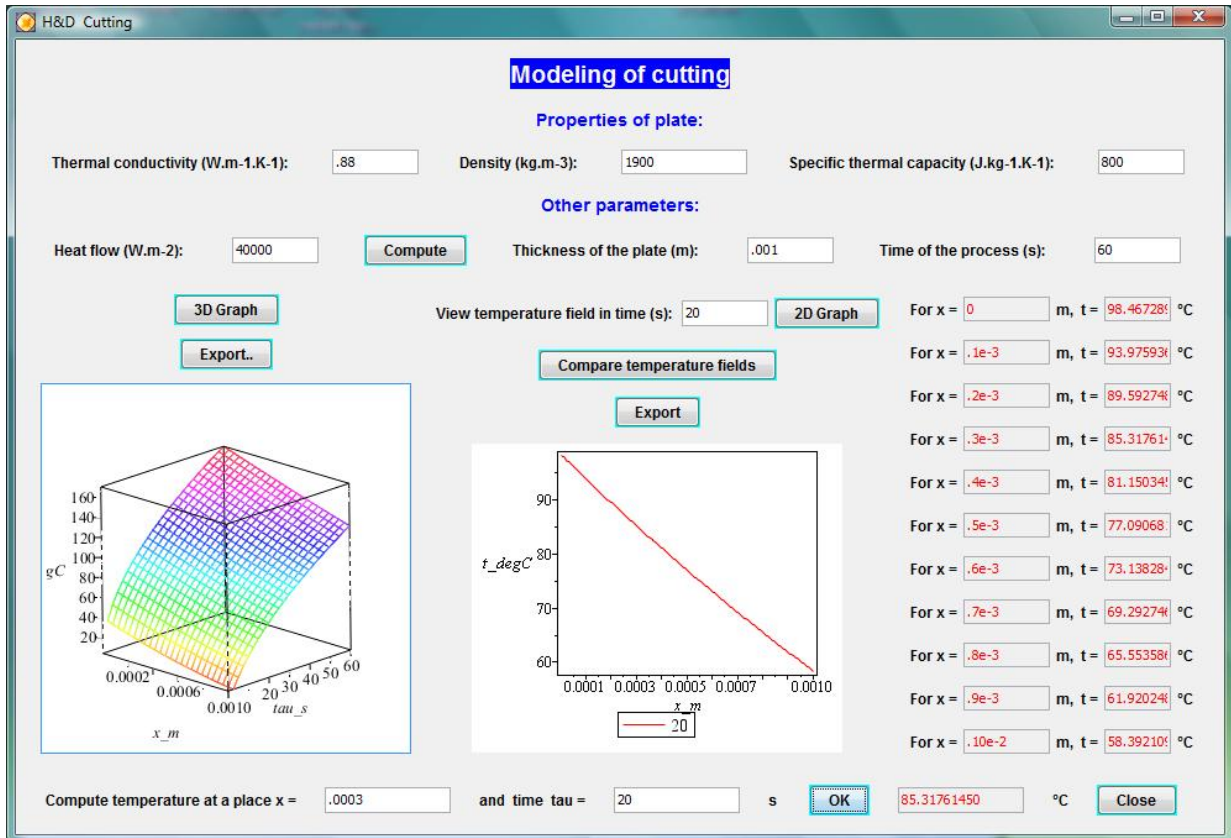 H&D Cutting
Modeling of cutting
Properties of plate:
Thermal conductivity (W.m-1.K-1): .88 Density (kg.m-3): 1900 Specific thermal capacity (J.kg-1.K-1): 800
Other parameters:
Heat flow (W.m-2): 40000 Compute Thickness of the plate (m): .001 Time of the process (s): 60
3D Graph View temperature field in time (s): 20 2D Graph For x = 0 m, t = 98.467289 °C
Export.. Compare temperature fields For x = .1e-3 m, t = 93.975936 °C
Export For x = .2e-3 m, t = 89.592748 °C
For x = .3e-3 m, t = 85.31761 °C
For x = .4e-3 m, t = 81.15034 °C
For x = .5e-3 m, t = 77.09068 °C
For x = .6e-3 m, t = 73.13828 °C
For x = .7e-3 m, t = 69.292746 °C
For x = .8e-3 m, t = 65.553586 °C
For x = .9e-3 m, t = 61.920248 °C
For x = .10e-2 m, t = 58.392109 °C
160
140
120
100
gC
80
60
40
20
0.0002
0.0006
0.0010
x_m
20 30 40 50 60
tau_s
90
80
t_degC
70
60
0.0001 0.0003 0.0005 0.0007 0.0010
x_m
20
Compute temperature at a place x = .0003 and time tau = 20 s OK 85.31761450 °C Close